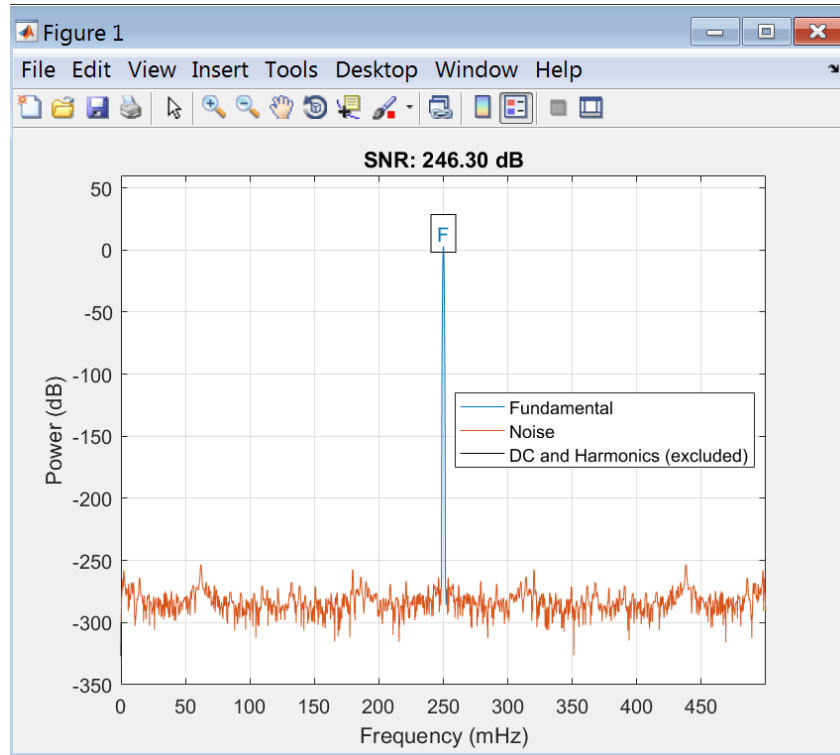 Figure 1
File Edit View Insert Tools Desktop Window Help
SNR: 246.30 dB
50
0
-50
-100
-150
-200
-250
-300
-350
Power (dB)
F
Fundamental
Noise
DC and Harmonics (excluded)
0 50 100 150 200 250 300 350 400 450
Frequency (mHz)